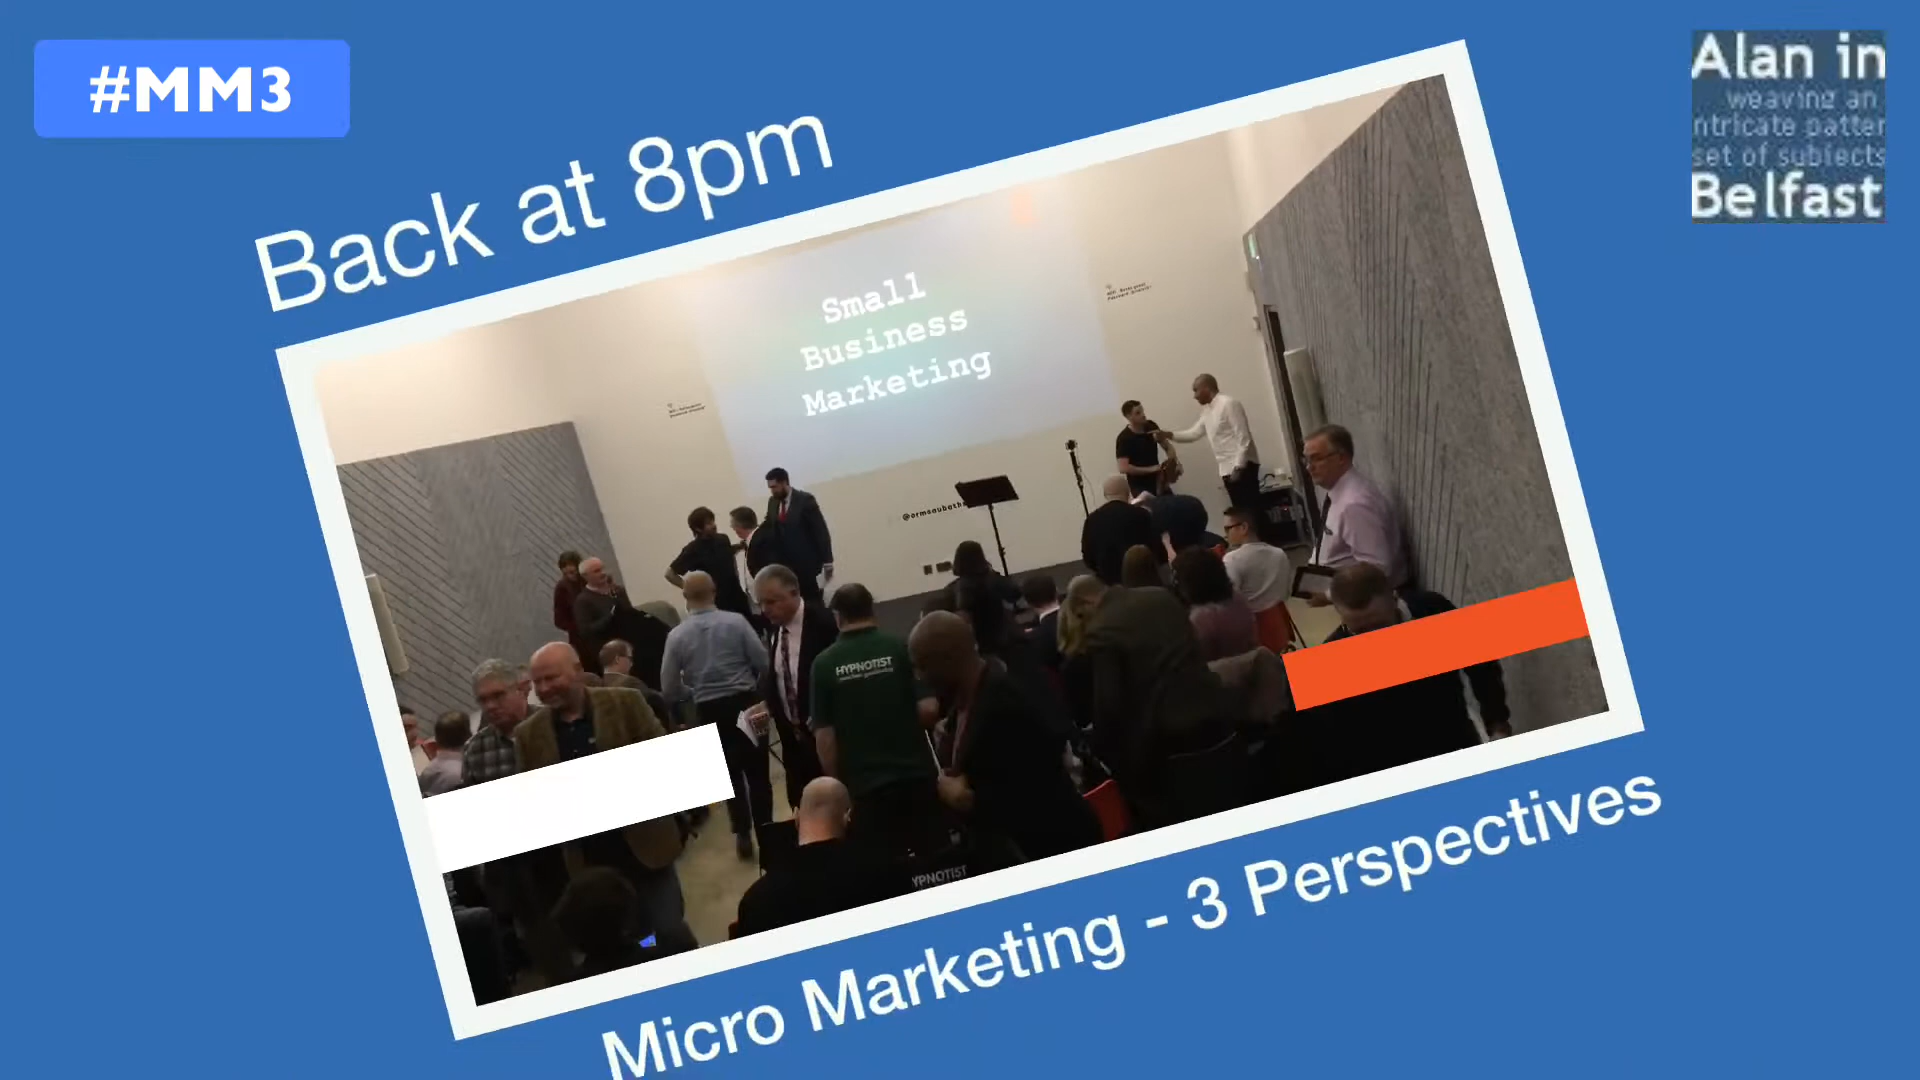 #MM3
Alan in
weaving an
ntricate patter
set of subjects
Belfast
Back at 8pm
Small
Business
Marketing
HYPNOTIST
YPNOTIST
Micro Marketing - 3 Perspectives